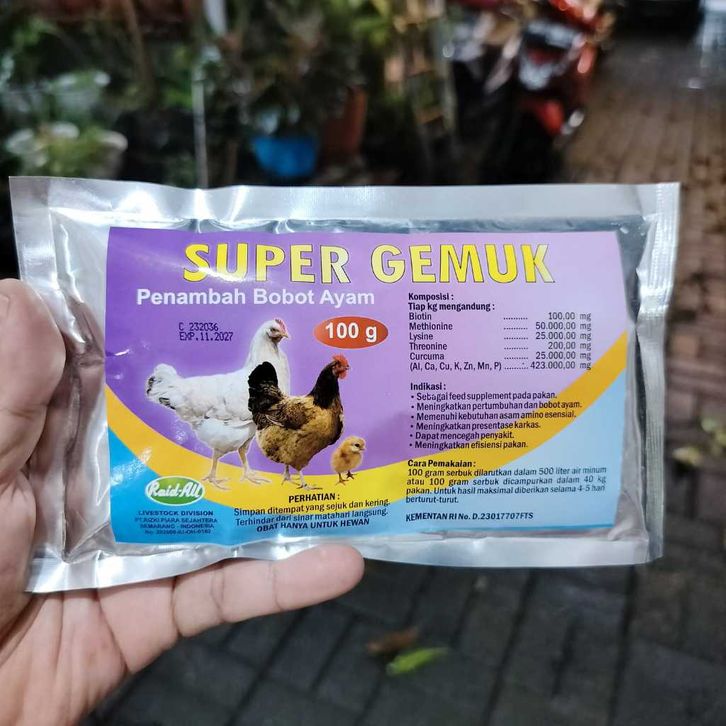 SUPER GEMUK
Penambah Bobot Ayam
C 232036
EXP.11.2027
100 g
Komposisi :
Tiap kg mengandung :
Biotin .......... 100,00 mg
Methionine .......... 50.000,00 mg
Lysine .......... 25.000,00 mg
Threonine .......... 200,00 mg
Curcuma .......... 25.000,00 mg
(Al, Ca, Cu, K, Zn, Mn, P) .......... 423.000,00 mg
Indikasi :
• Sebagai feed supplement pada pakan.
• Meningkatkan pertumbuhan dan bobot ayam.
• Memenuhi kebutuhan asam amino esensial.
• Meningkatkan presentase karkas.
• Dapat mencegah penyakit.
• Meningkatkan efisiensi pakan.
Cara Pemakaian :
100 gram serbuk dilarutkan dalam 500 liter air minum
atau 100 gram serbuk dicampurkan dalam 40 kg
pakan. Untuk hasil maksimal diberikan selama 4-5 hari
berturut-turut.
KEMENTAN RI No. D.23017707FTS
Raid-All
LIVESTOCK DIVISION
PT.RIZKI PIARA SEJAHTERA
SEMARANG - INDONESIA
PERHATIAN :
Simpan ditempat yang sejuk dan kering.
Terhindar dari sinar matahari langsung.
OBAT HANYA UNTUK HEWAN